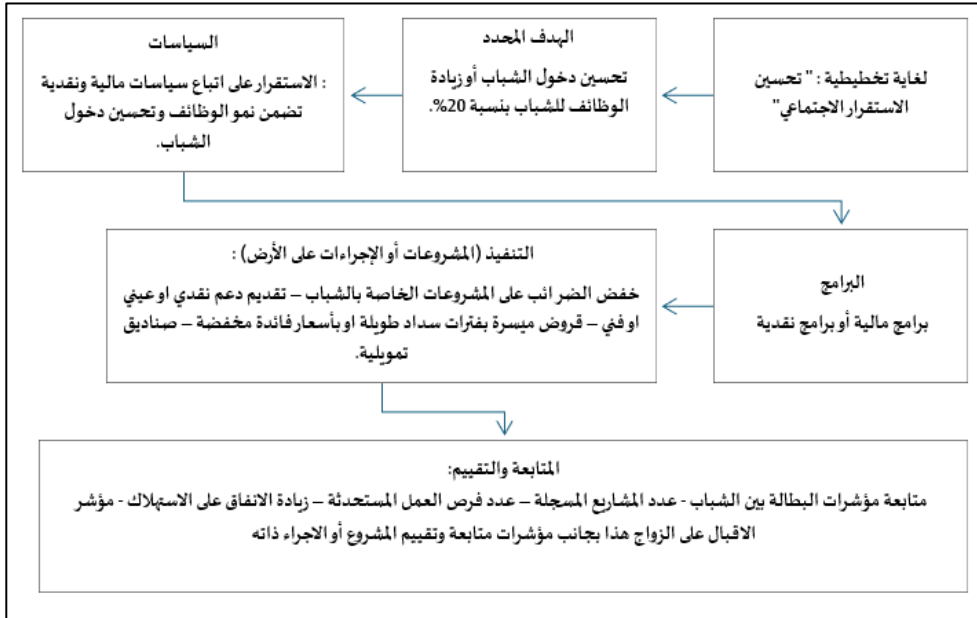 لغاية تخطيطية : " تحسين
الاستقرار الاجتماعي"
الهدف المحدد
تحسين دخول الشباب أو زيادة
الوظائف للشباب بنسبة 20%.
السياسات
: الاستقرار على اتباع سياسات مالية ونقدية
تضمن نمو الوظائف وتحسين دخول
الشباب.
البرامج
برامج مالية أو برامج نقدية
التنفيذ (المشروعات أو الإجراءات على الأرض) :
خفض الضرائب على المشروعات الخاصة بالشباب – تقديم دعم نقدي او عيني
او فني – قروض ميسرة بفترات سداد طويلة او بأسعار فائدة مخفضة – صناديق
تمويلية.
المتابعة والتقييم:
متابعة مؤشرات البطالة بين الشباب - عدد المشاريع المسجلة – عدد فرص العمل المستحدثة – زيادة الانفاق على الاستهلاك - مؤشر
الاقبال على الزواج هذا بجانب مؤشرات متابعة وتقييم المشروع أو الاجراء ذاته